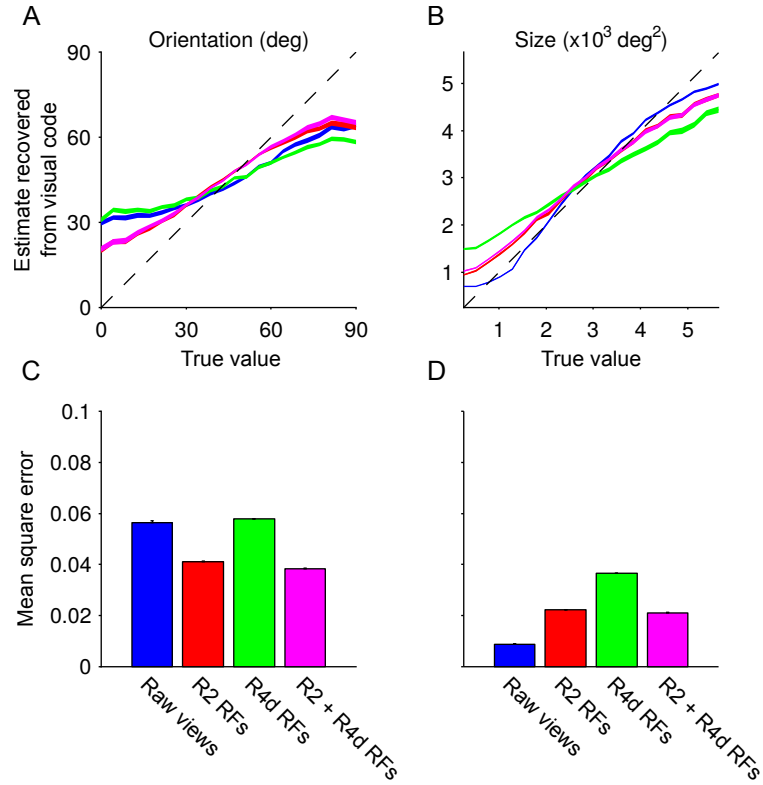 A
B
Orientation (deg)
Size (x10³ deg²)
Estimate recovered
from visual code
90
60
30
0
5
4
3
2
1
0
30
60
90
1
2
3
4
5
True value
True value
C
D
Mean square error
0.1
0.08
0.06
0.04
0.02
0
Raw views
R2 RFs
R4d RFs
R2 + R4d RFs
Raw views
R2 RFs
R4d RFs
R2 + R4d RFs